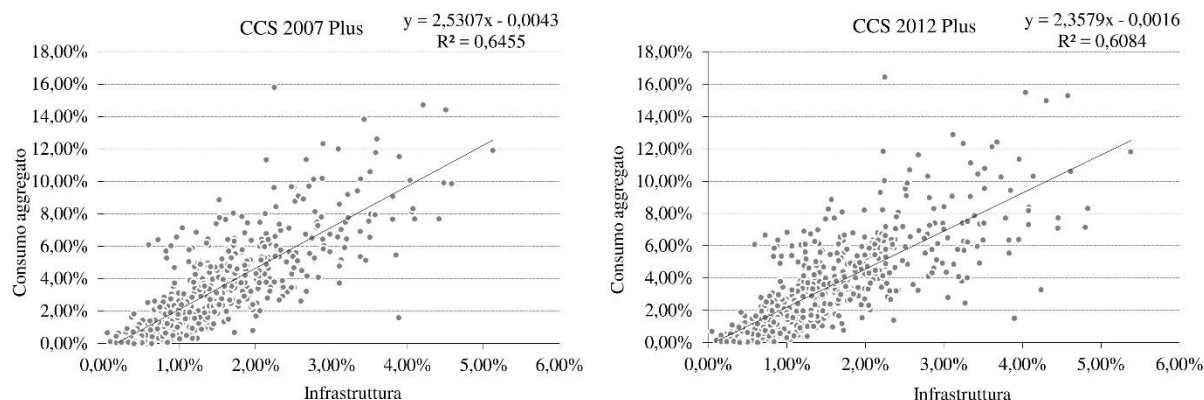 CCS 2007 Plus
y = 2,5307x - 0,0043
R² = 0,6455
18,00%
16,00%
14,00%
12,00%
10,00%
8,00%
6,00%
4,00%
2,00%
0,00%
Consumo aggregato
0,00% 1,00% 2,00% 3,00% 4,00% 5,00% 6,00%
Infrastruttura
CCS 2012 Plus
y = 2,3579x - 0,0016
R² = 0,6084
18,00%
16,00%
14,00%
12,00%
10,00%
8,00%
6,00%
4,00%
2,00%
0,00%
Consumo aggregato
0,00% 1,00% 2,00% 3,00% 4,00% 5,00% 6,00%
Infrastruttura